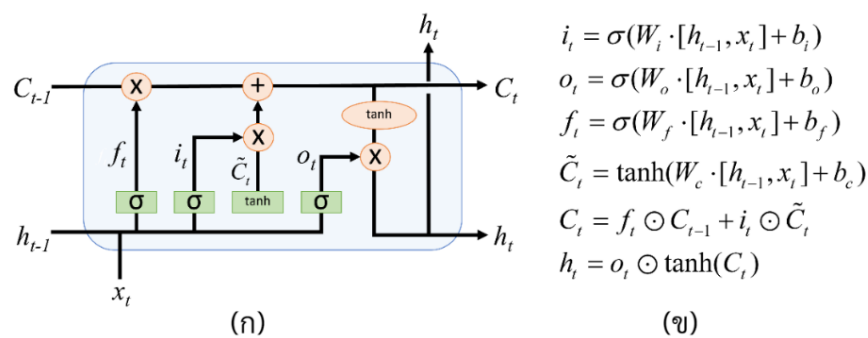 h_t
C_{t-1} x + C_t
tanh
f_t i_t x C̃_t o_t x
σ σ tanh σ
h_{t-1} h_t
x_t
(ก)
i_t = σ(W_i ·[h_{t-1}, x_t]+b_i)
o_t = σ(W_o ·[h_{t-1}, x_t]+b_o)
f_t = σ(W_f ·[h_{t-1}, x_t]+b_f)
C̃_t = tanh(W_c ·[h_{t-1}, x_t]+b_c)
C_t = f_t ⊙ C_{t-1} + i_t ⊙ C̃_t
h_t = o_t ⊙ tanh(C_t)
(ข)